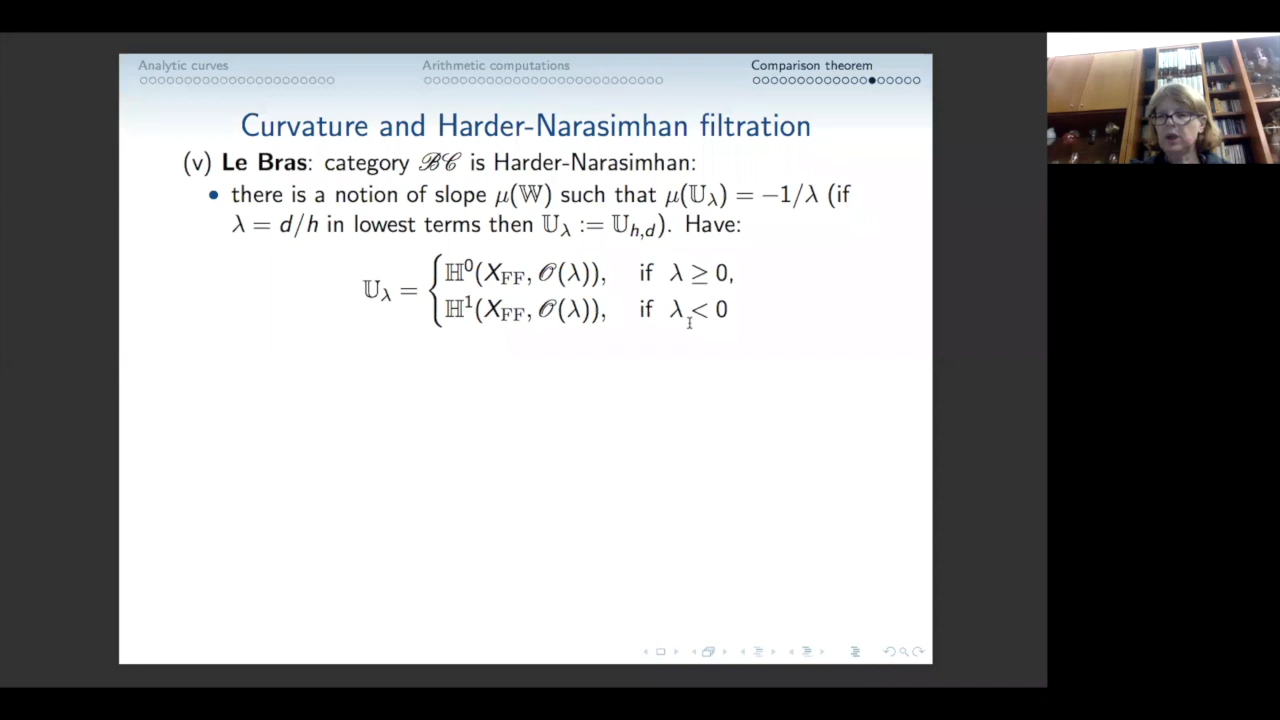 Analytic curves Arithmetic computations Comparison theorem
Curvature and Harder-Narasimhan filtration
(v) Le Bras: category ℬ𝒞 is Harder-Narasimhan:
• there is a notion of slope μ(𝕎) such that μ(𝕌_λ) = −1/λ (if
λ = d/h in lowest terms then 𝕌_λ := 𝕌_{h,d}). Have:
𝕌_λ = { ℍ⁰(X_FF, 𝒪(λ)), if λ ≥ 0,
ℍ¹(X_FF, 𝒪(λ)), if λ < 0